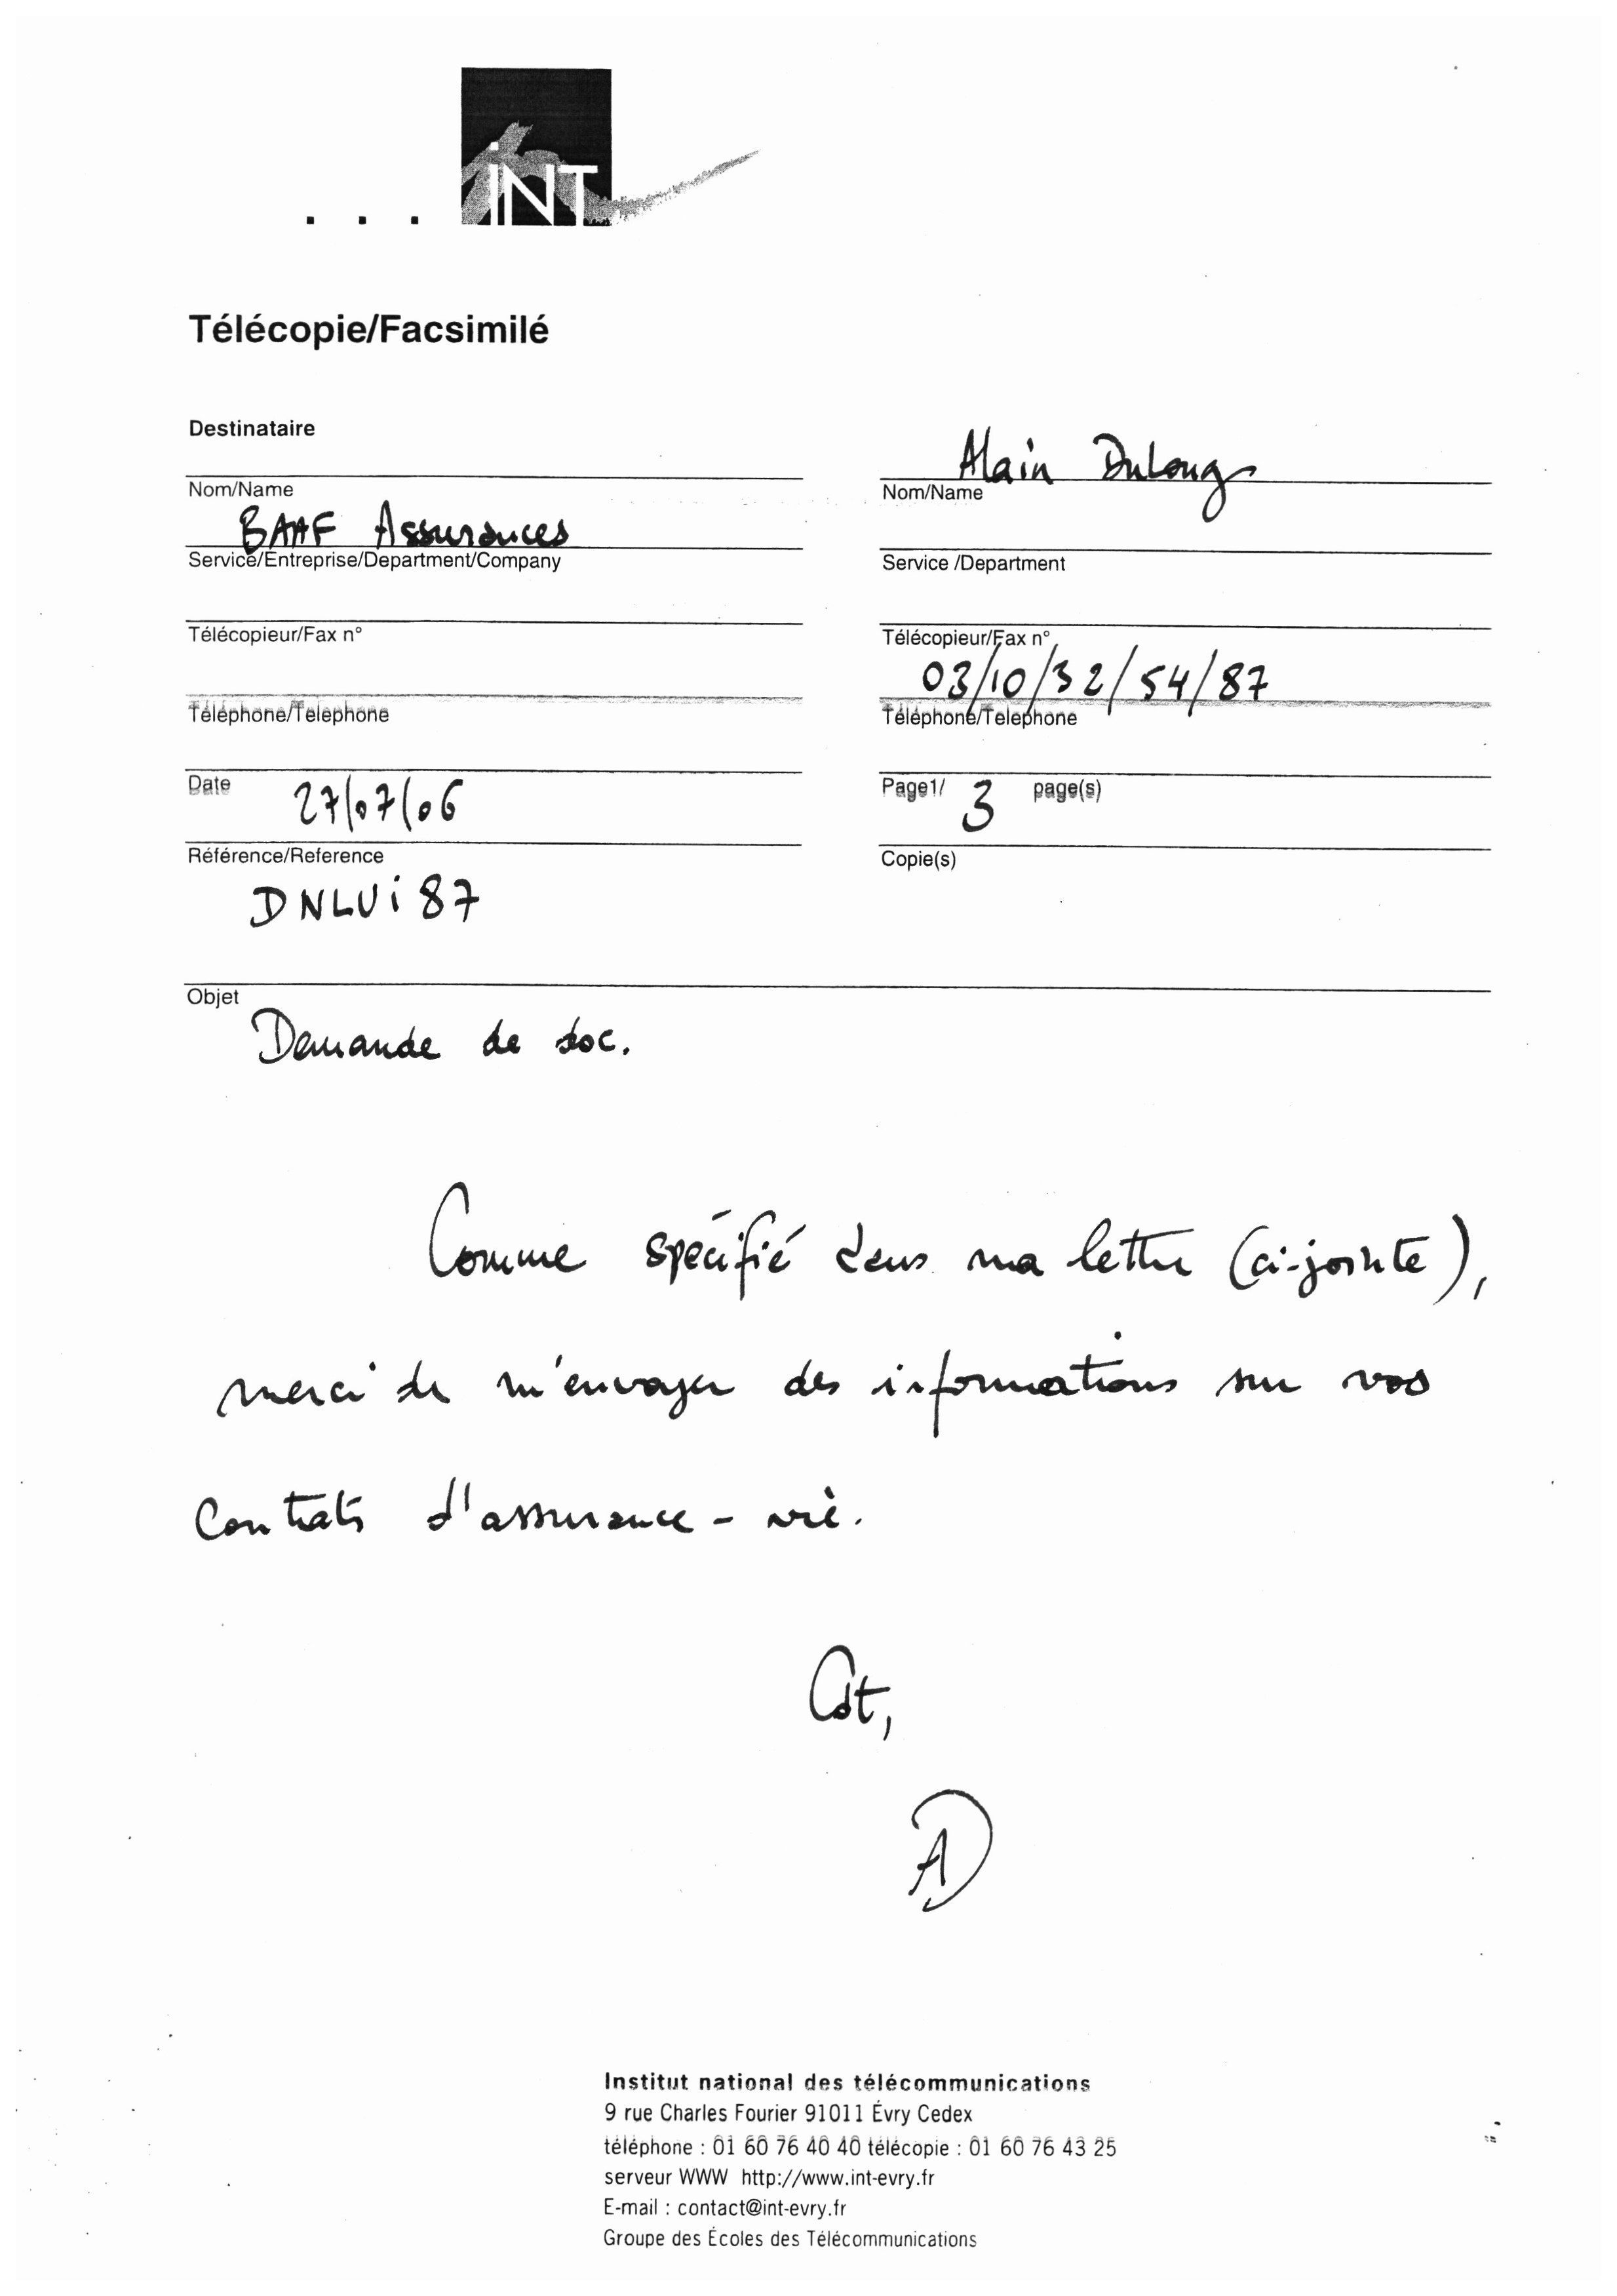 ... iNT
Télécopie/Facsimilé
Destinataire
Alain Dulong
Nom/Name
Nom/Name
BAAF Assurances
Service/Entreprise/Department/Company
Service /Department
Télécopieur/Fax n°
Télécopieur/Fax n°
03/10/32/54/87
Téléphone/Telephone
Téléphone/Telephone
Date 27/07/06
Page1/ 3 page(s)
Référence/Reference
Copie(s)
DNLUi87
Objet
Demande de doc.
Comme spécifié dans ma lettre (ci-jointe),
merci de m'envoyer des informations sur vos
contrats d'assurance-vie.
Cdt,
AD
Institut national des télécommunications
9 rue Charles Fourier 91011 Évry Cedex
téléphone : 01 60 76 40 40 télécopie : 01 60 76 43 25
serveur WWW http://www.int-evry.fr
E-mail : contact@int-evry.fr
Groupe des Écoles des Télécommunications